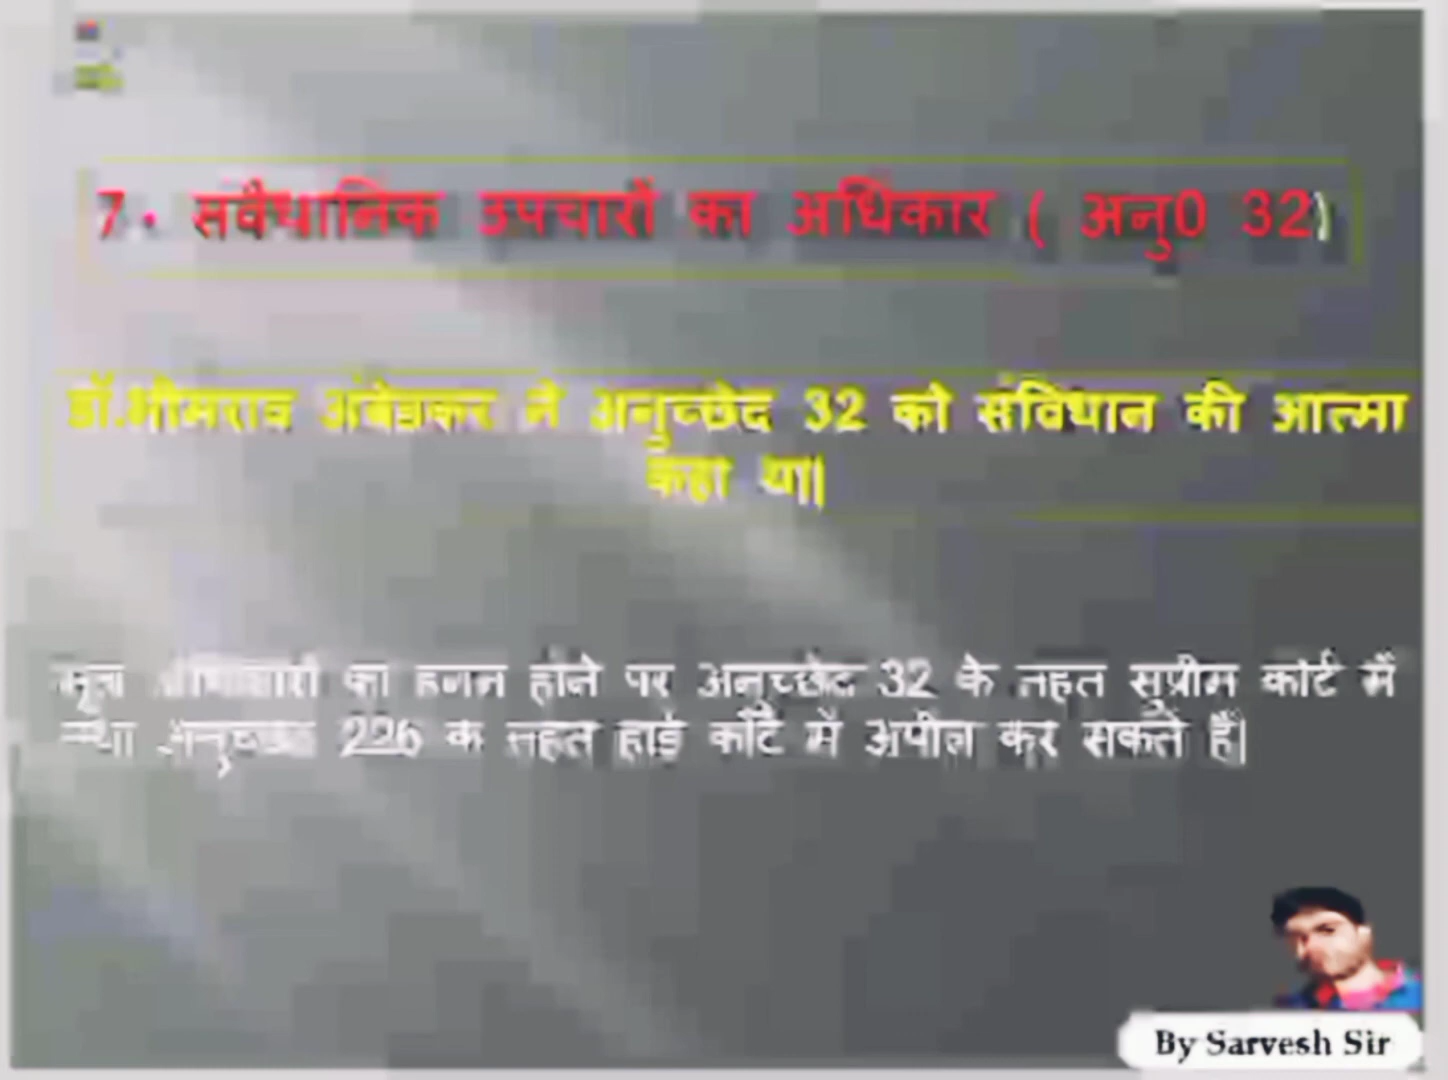 7. सवैधानिक उपचारों का अधिकार ( अनु0 32)
डॉ.भीमराव अंबेडकर ने अनुच्छेद 32 को संविधान की आत्मा
कहा था।
मूल अधिकारों का हनन होने पर अनुच्छेद 32 के तहत सुप्रीम कोर्ट में
तथा अनुच्छेद 226 के तहत हाई कोर्ट में अपील कर सकते हैं।
By Sarvesh Sir